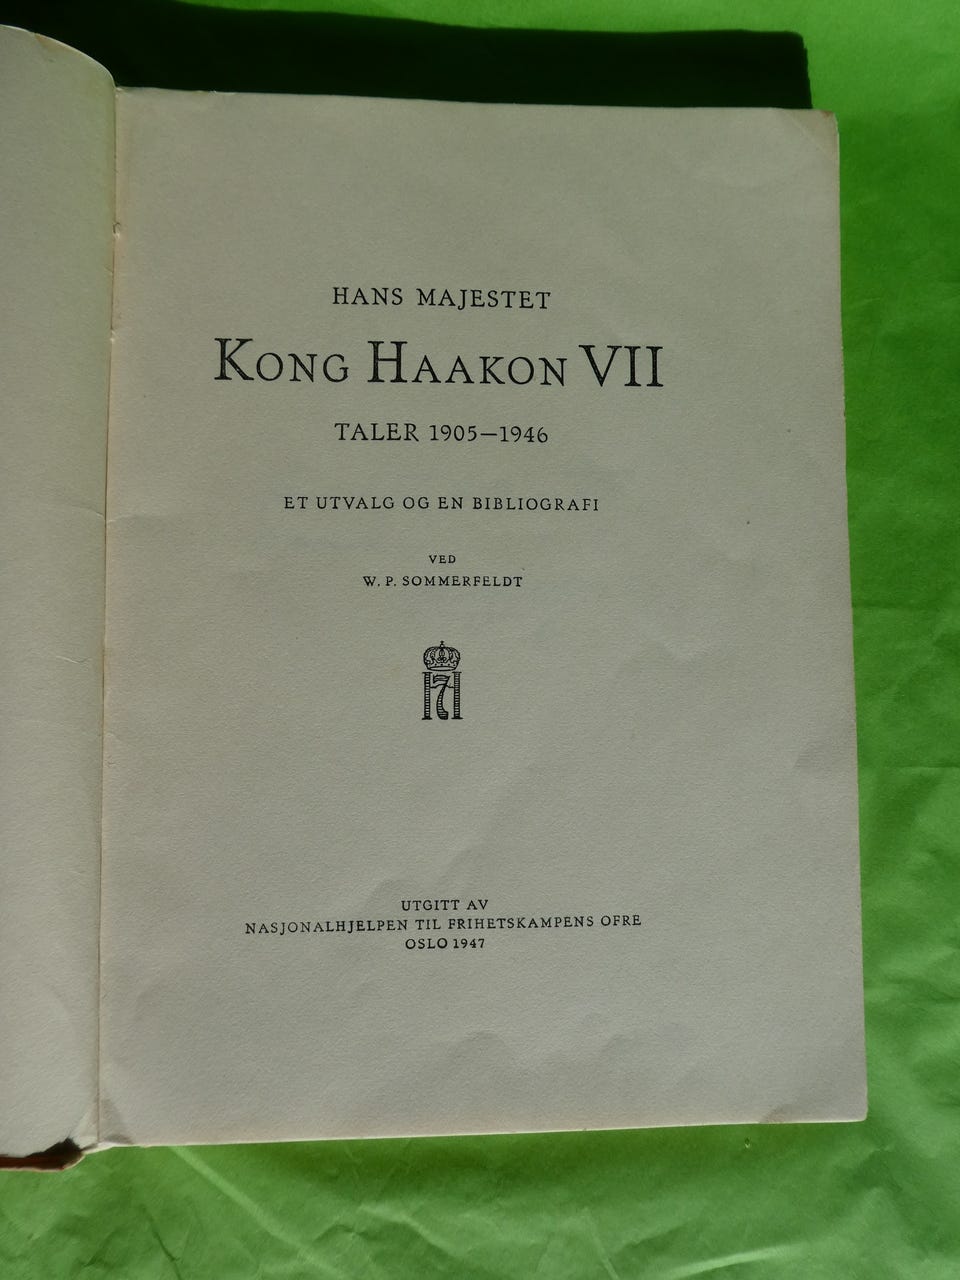 HANS MAJESTET
KONG HAAKON VII
TALER 1905—1946
ET UTVALG OG EN BIBLIOGRAFI
VED
W. P. SOMMERFELDT
H7
UTGITT AV
NASJONALHJELPEN TIL FRIHETSKAMPENS OFRE
OSLO 1947